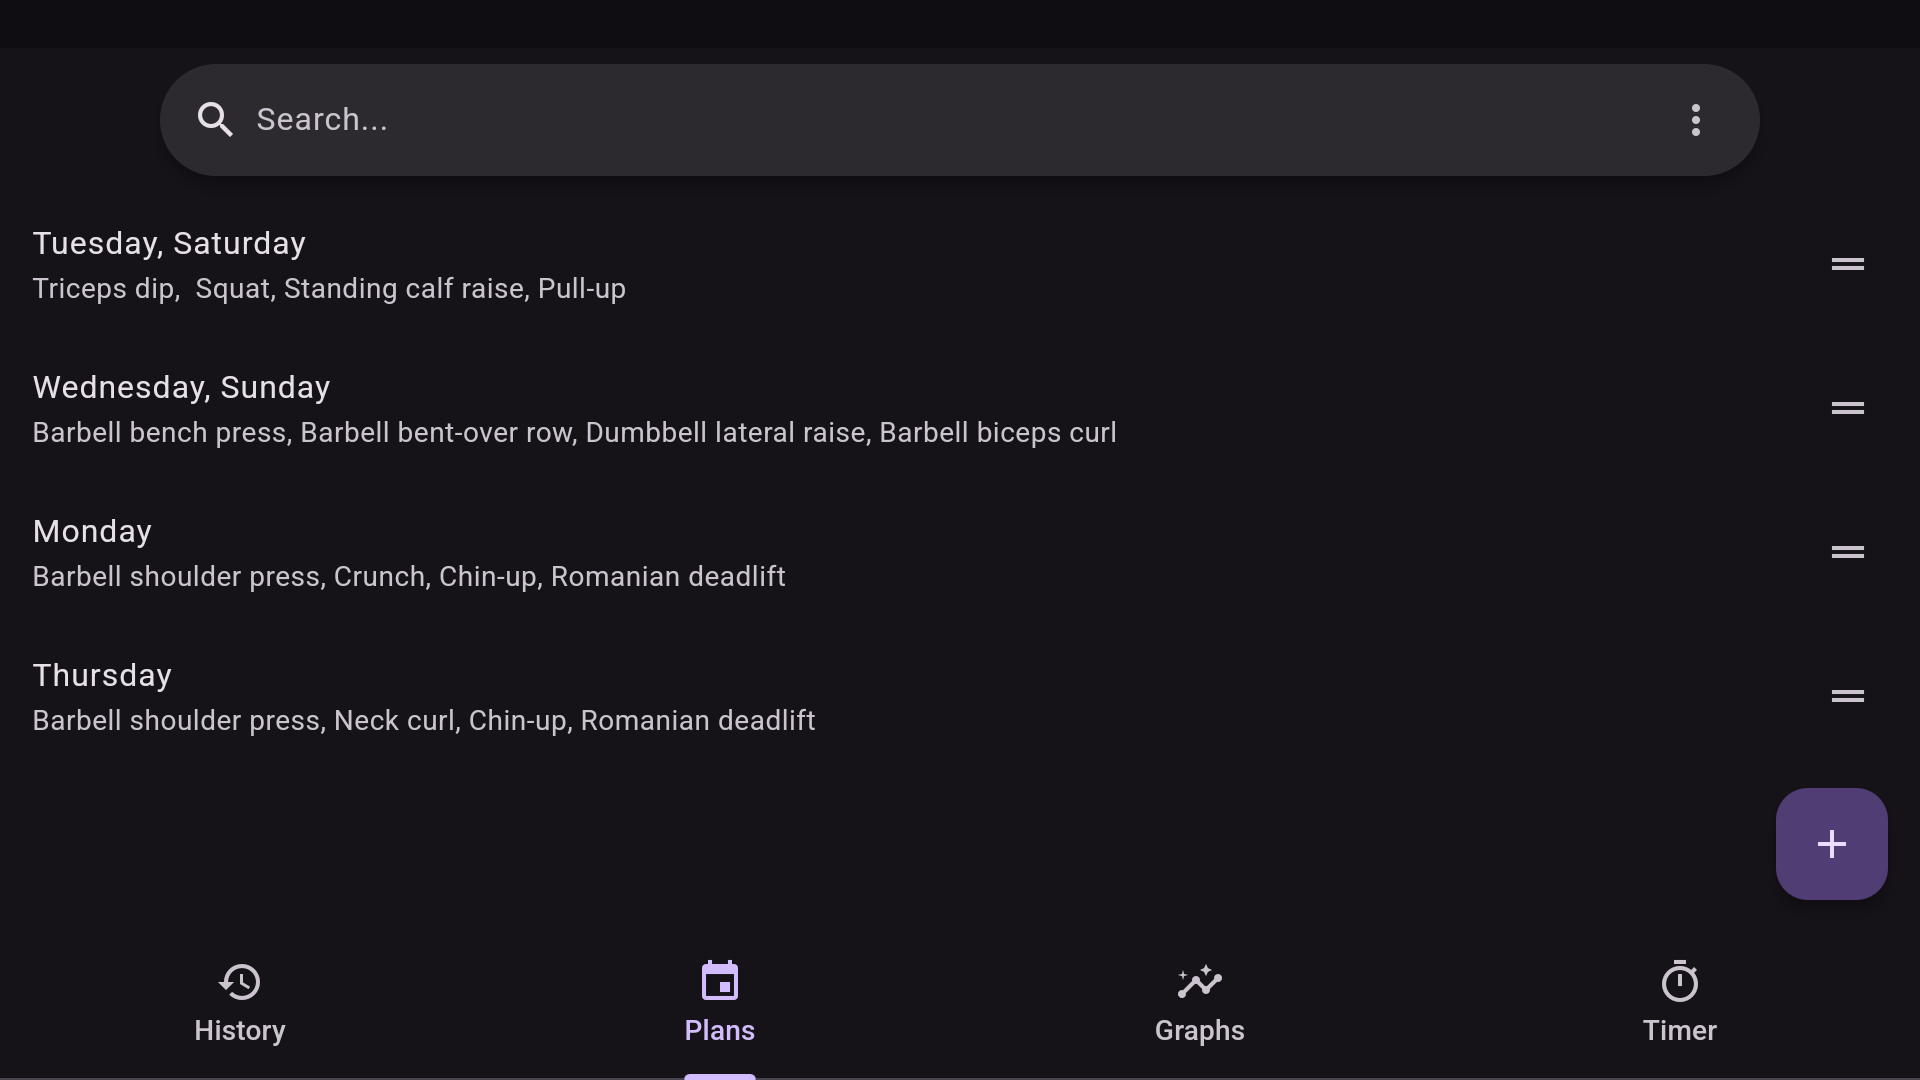 Search...
Tuesday, Saturday
Triceps dip,  Squat, Standing calf raise, Pull-up
Wednesday, Sunday
Barbell bench press, Barbell bent-over row, Dumbbell lateral raise, Barbell biceps curl
Monday
Barbell shoulder press, Crunch, Chin-up, Romanian deadlift
Thursday
Barbell shoulder press, Neck curl, Chin-up, Romanian deadlift
History
Plans
Graphs
Timer